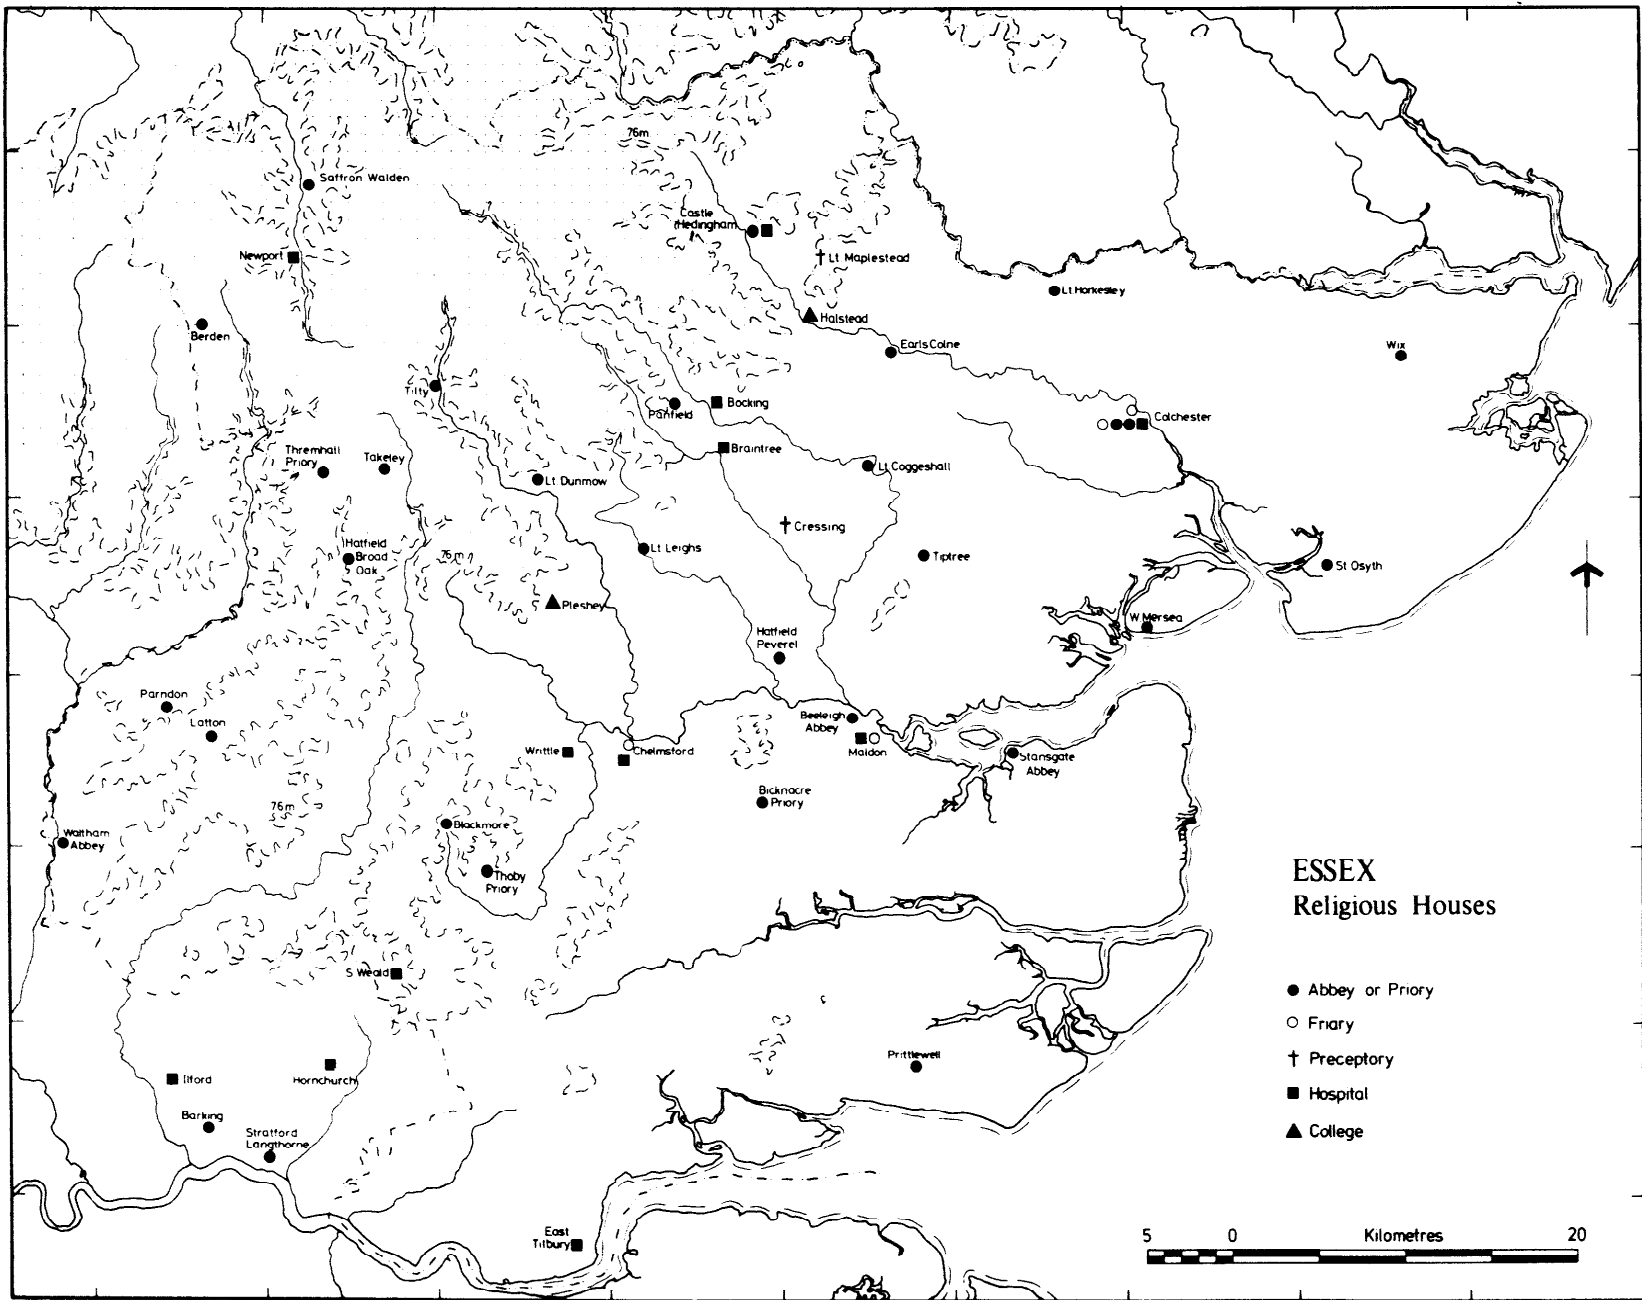 76m
Saffron Walden
Castle
Hedingham
Newport
Lt Maplestead
Lt Horkesley
Halstead
Berden
Earls Colne
Wix
Tilty
Panfield
Bocking
Colchester
Braintree
Thremhall
Priory
Takeley
Lt Coggeshall
Lt Dunmow
Cressing
Hatfield
Broad
Oak
76m
Lt Leighs
Tiptree
St Osyth
Pleshey
W Mersea
Hatfield
Peverel
Parndon
Latton
Beeleigh
Abbey
Writtle
Chelmsford
Maldon
Stansgate
Abbey
Bicknacre
Priory
76m
Waltham
Abbey
Blackmore
Thoby
Priory
ESSEX
Religious Houses
S Weald
Abbey or Priory
Friary
Preceptory
Hospital
College
Prittlewell
Ilford
Hornchurch
Barking
Stratford
Langthorne
East
Tilbury
5 0 Kilometres 20